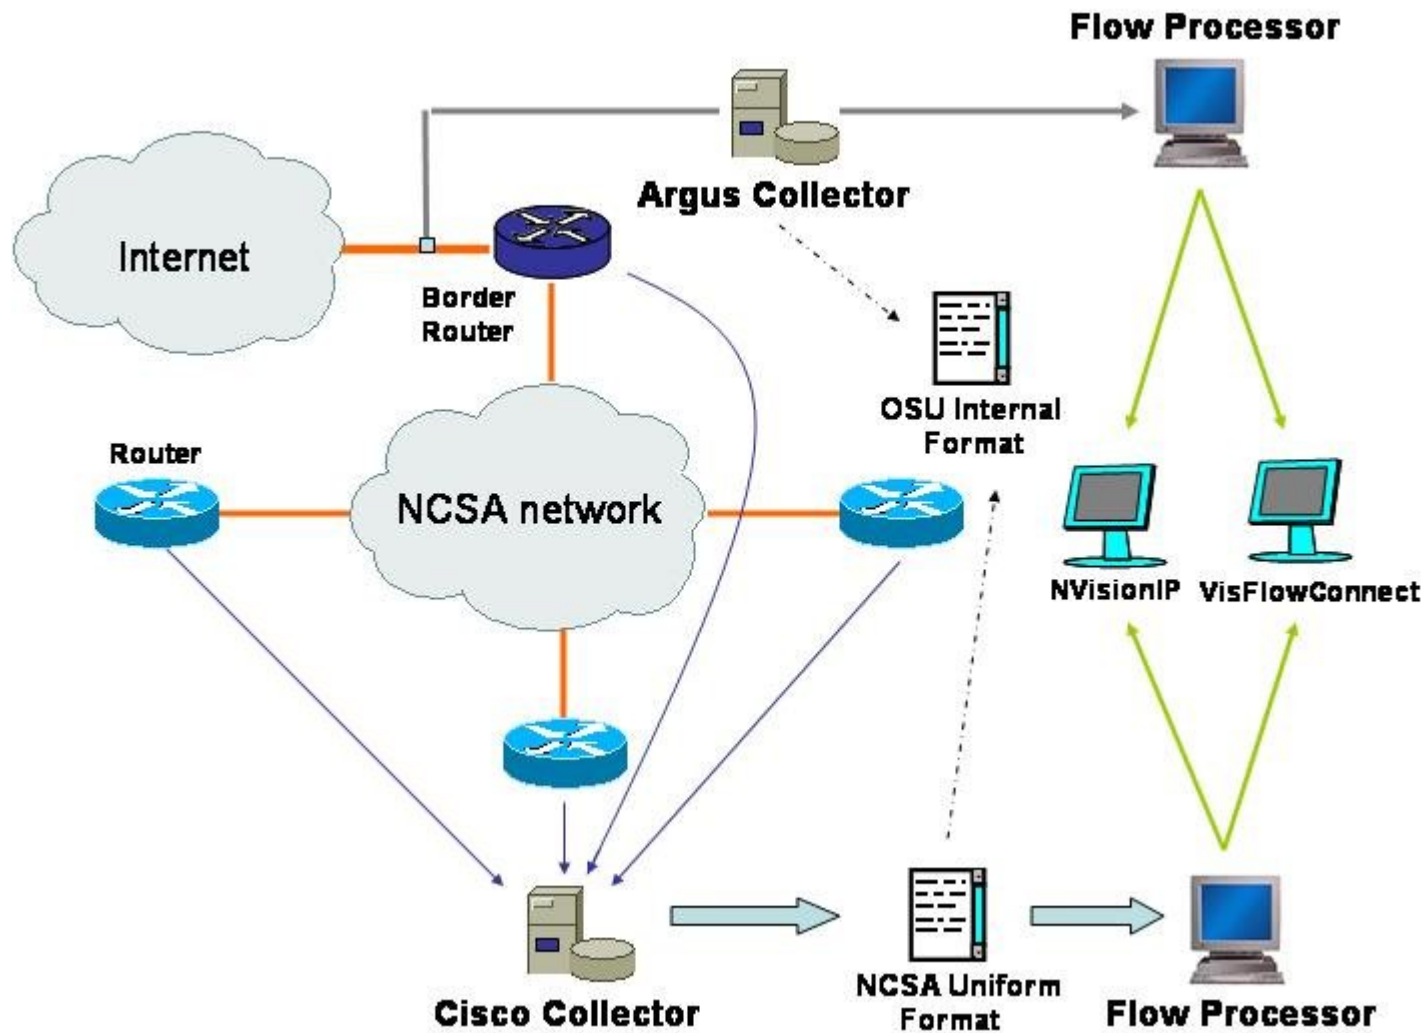 Flow Processor
Argus Collector
Internet
Border
Router
OSU Internal
Format
Router
NCSA network
NVisionIP
VisFlowConnect
NCSA Uniform
Format
Cisco Collector
Flow Processor